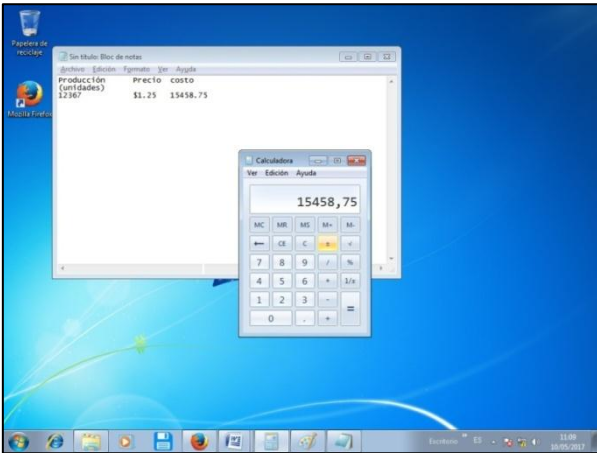 Papelera de
reciclaje
Mozilla Firefox
Sin título: Bloc de notas
Archivo Edición Formato Ver Ayuda
Producción Precio costo
(unidades)
12367 $1.25 15458.75
Calculadora
Ver Edición Ayuda
15458,75
MC MR MS M+ M-
← CE C ± √
7 8 9 / %
4 5 6 * 1/x
1 2 3 - =
0 . +
Escritorio » ES 11:09
10/05/2017